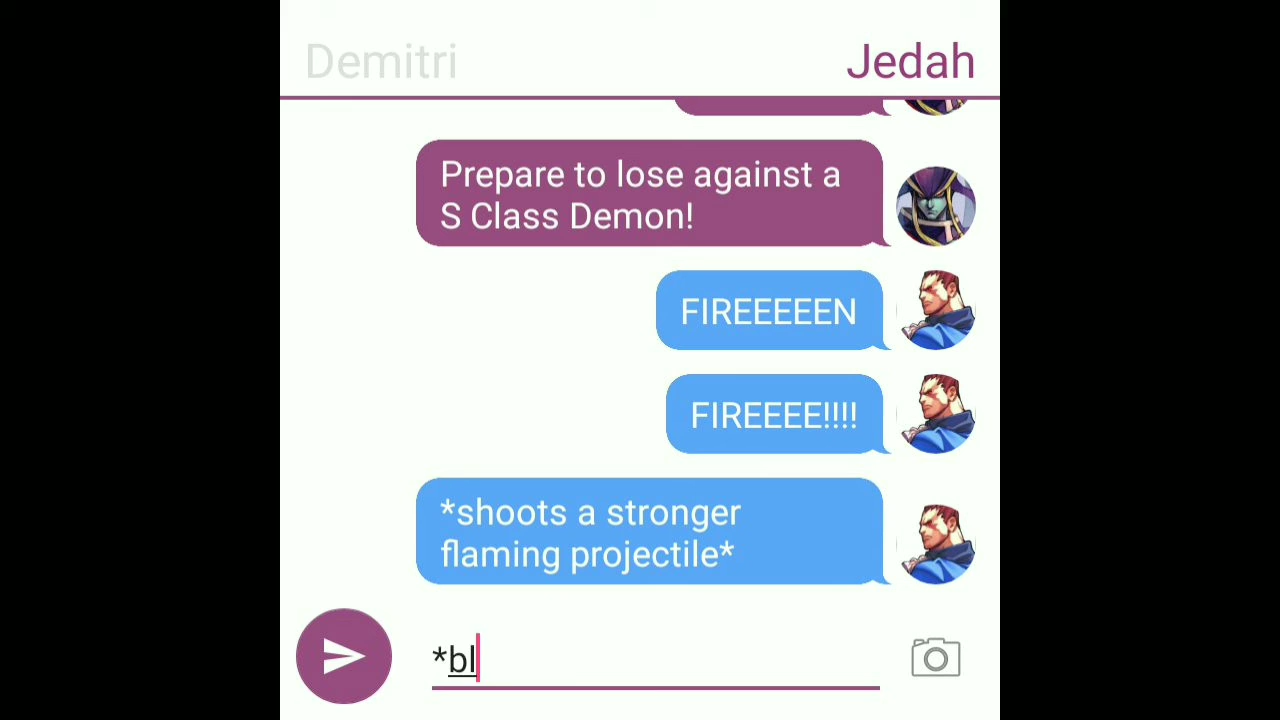 Demitri
Jedah
Prepare to lose against a
S Class Demon!
FIREEEEEN
FIREEEE!!!!
*shoots a stronger
flaming projectile*
*bl